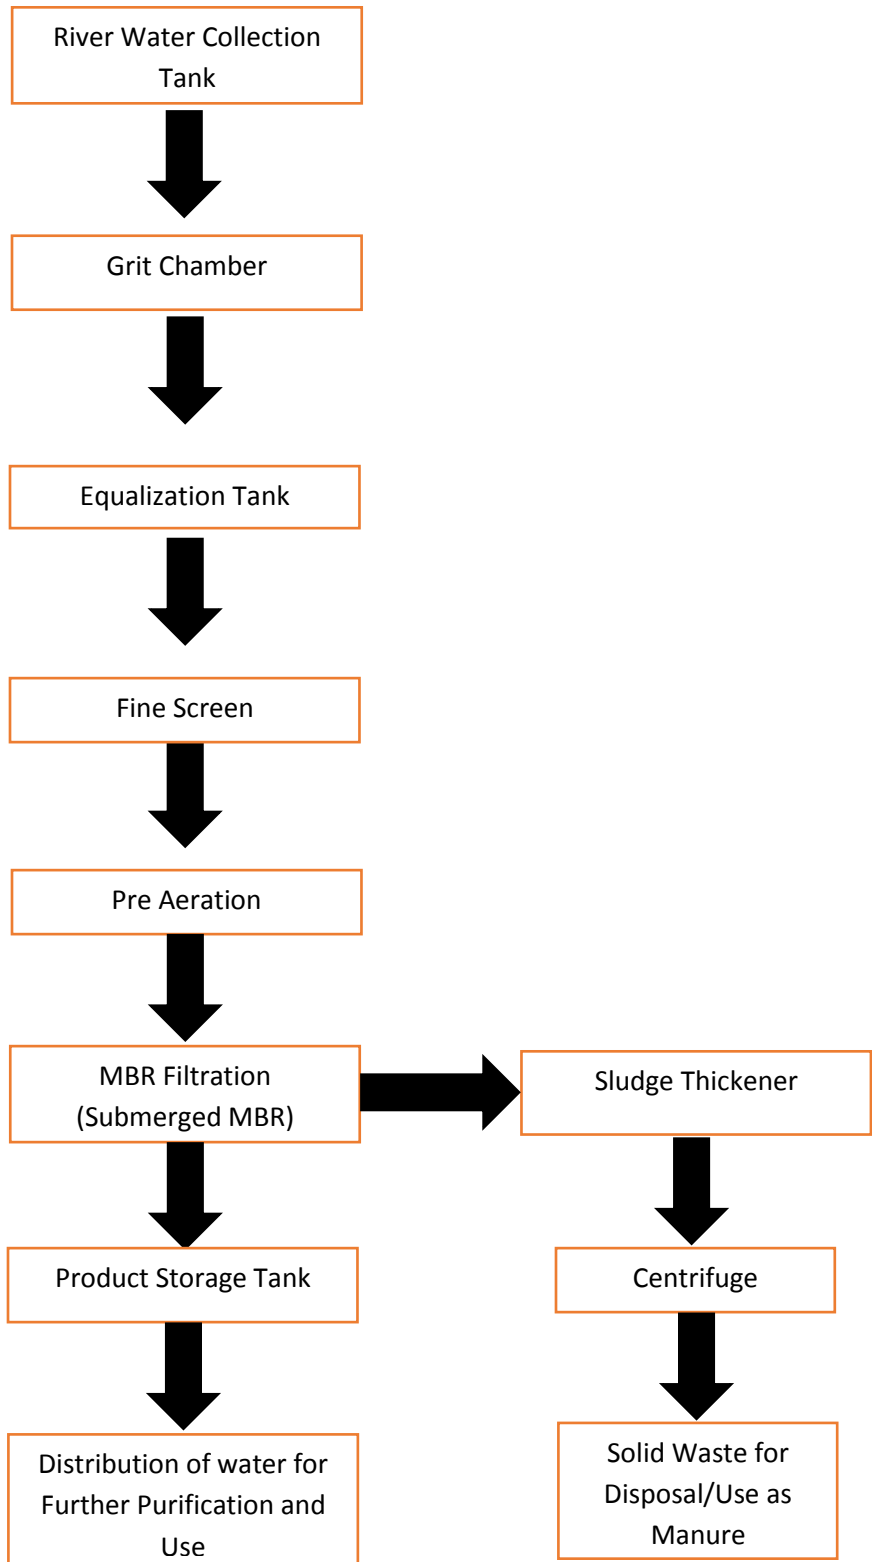 River Water Collection
Tank
Grit Chamber
Equalization Tank
Fine Screen
Pre Aeration
MBR Filtration
(Submerged MBR)
Sludge Thickener
Product Storage Tank
Centrifuge
Distribution of water for
Further Purification and
Use
Solid Waste for
Disposal/Use as
Manure